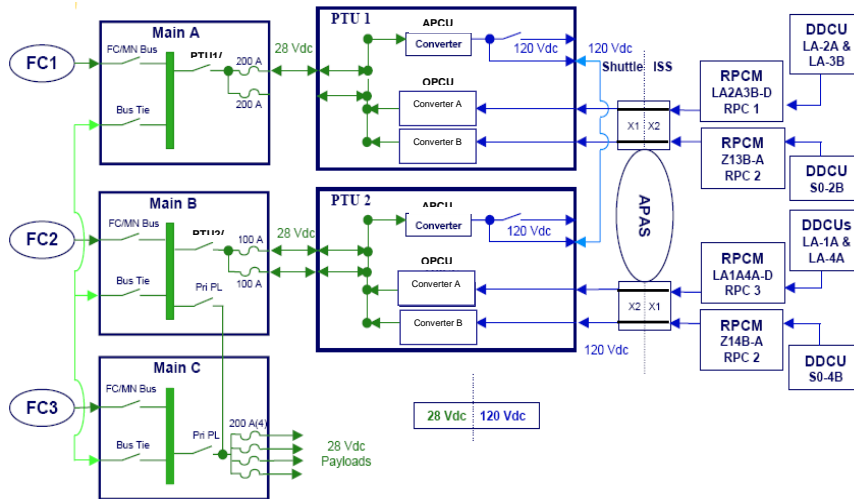 Main A
FC1
FC/MN Bus
PTU1/
200 A
200 A
Bus Tie
28 Vdc
PTU 1
APCU
Converter
120 Vdc
120 Vdc
OPCU
Converter A
Converter B
Shuttle
ISS
X1
X2
RPCM
LA2A3B-D
RPC 1
DDCU
LA-2A &
LA-3B
RPCM
Z13B-A
RPC 2
DDCU
S0-2B
APAS
Main B
FC2
FC/MN Bus
PTU2/
100 A
100 A
Bus Tie
Pri PL
28 Vdc
PTU 2
APCU
Converter
120 Vdc
OPCU
Converter A
Converter B
120 Vdc
X2
X1
RPCM
LA1A4A-D
RPC 3
DDCUs
LA-1A &
LA-4A
RPCM
Z14B-A
RPC 2
DDCU
S0-4B
Main C
FC3
FC/MN Bus
Bus Tie
Pri PL
200 A(4)
28 Vdc
Payloads
28 Vdc
120 Vdc